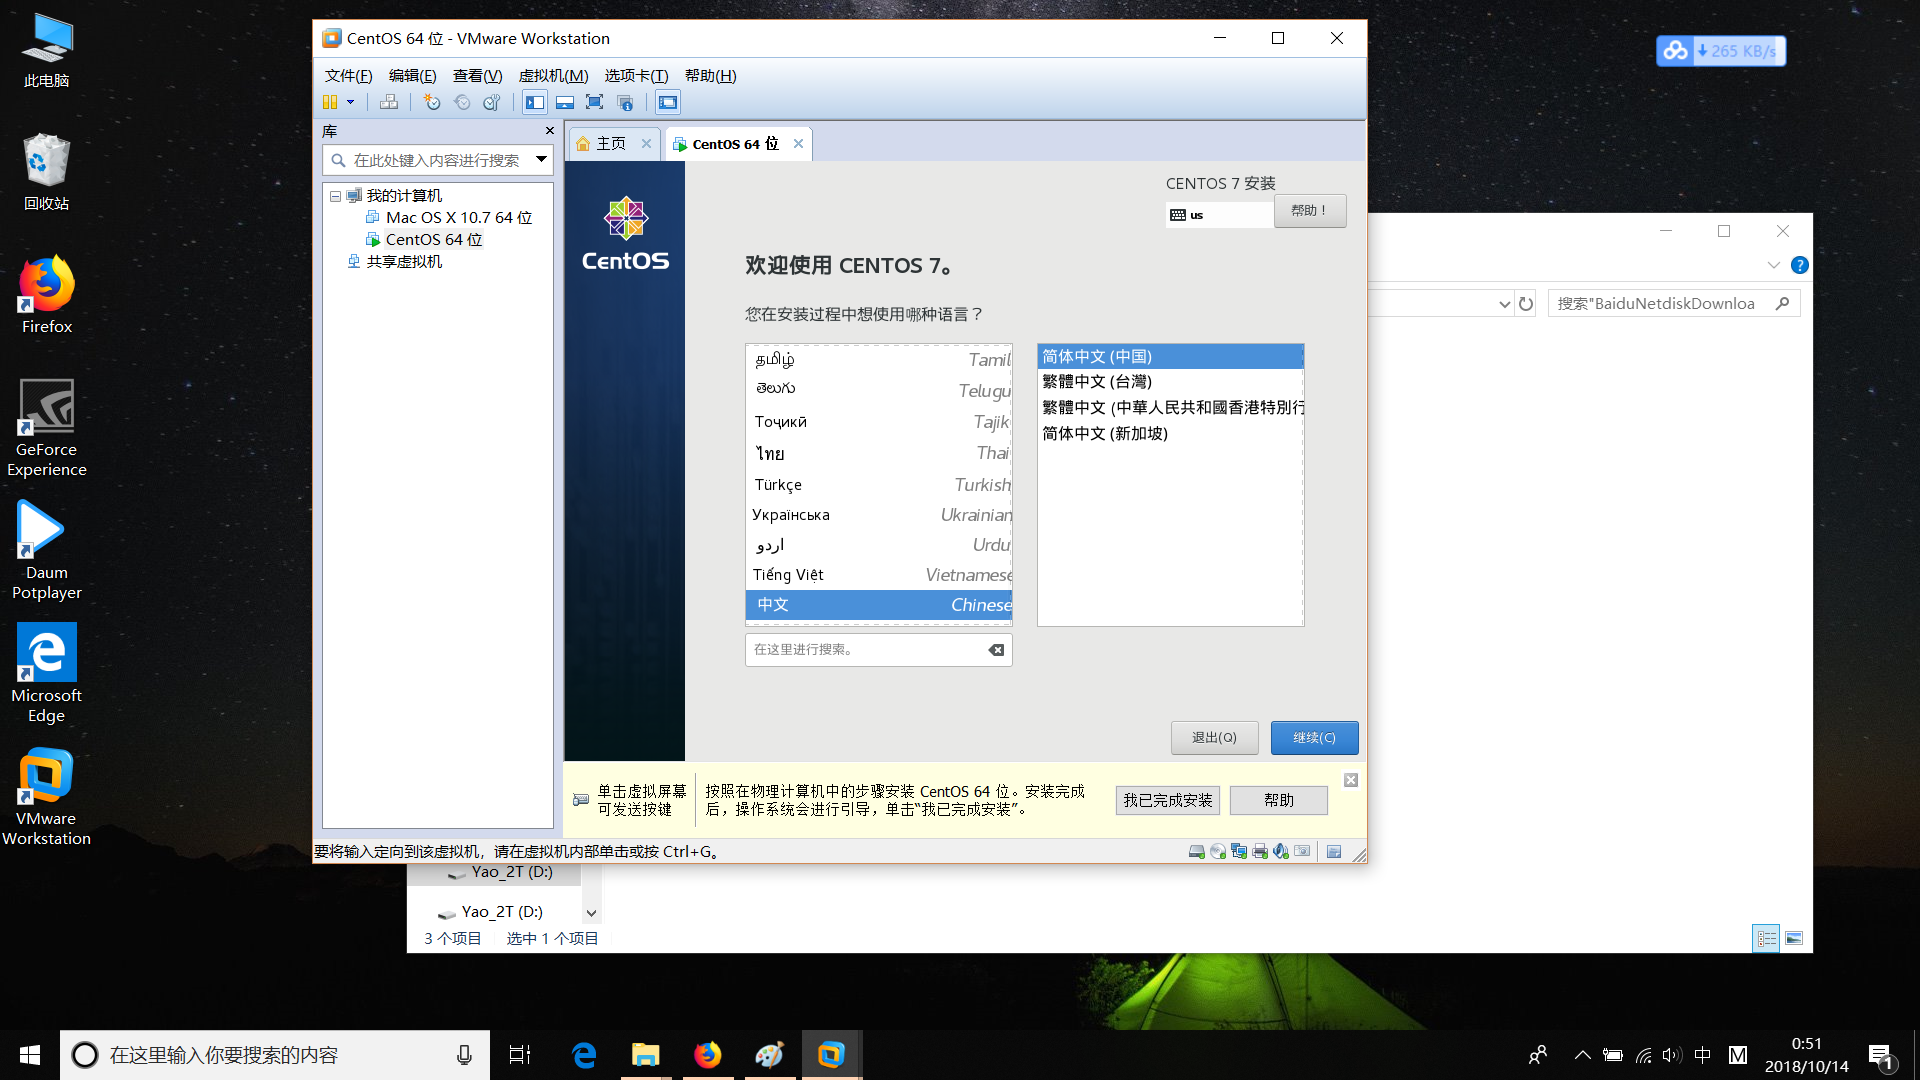 此电脑
回收站
Firefox
GeForce
Experience
Daum
Potplayer
Microsoft
Edge
VMware
Workstation
CentOS 64 位 - VMware Workstation
文件(F) 编辑(E) 查看(V) 虚拟机(M) 选项卡(T) 帮助(H)
库
在此处键入内容进行搜索
我的计算机
Mac OS X 10.7 64 位
CentOS 64 位
共享虚拟机
主页
CentOS 64 位
CentOS
CENTOS 7 安装
us
帮助！
欢迎使用 CENTOS 7。
您在安装过程中想使用哪种语言？
தமிழ் Tamil
తెలుగు Telugu
Тоҷикӣ Tajik
ไทย Thai
Türkçe Turkish
Українська Ukrainian
اردو Urdu
Tiếng Việt Vietnamese
中文 Chinese
在这里进行搜索。
简体中文 (中国)
繁體中文 (台灣)
繁體中文 (中華人民共和國香港特別行
简体中文 (新加坡)
退出(Q)
继续(C)
单击虚拟屏幕
可发送按键
按照在物理计算机中的步骤安装 CentOS 64 位。安装完成
后，操作系统会进行引导，单击“我已完成安装”。
我已完成安装
帮助
要将输入定向到该虚拟机，请在虚拟机内部单击或按 Ctrl+G。
265 KB/s
搜索"BaiduNetdiskDownloa
Yao_2T (D:)
Yao_2T (D:)
3 个项目 选中 1 个项目
在这里输入你要搜索的内容
中
M
0:51
2018/10/14
1